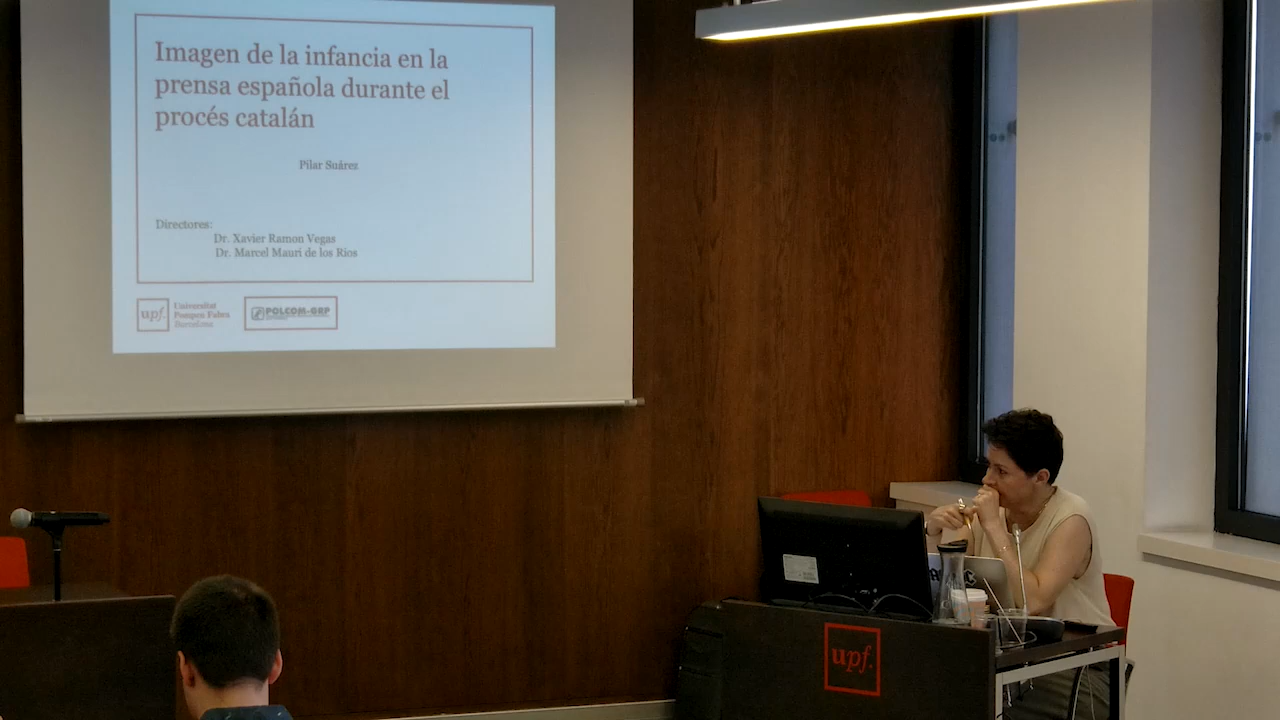 Imagen de la infancia en la
prensa española durante el
procés catalán
Pilar Suárez
Directores:
Dr. Xavier Ramon Vegas
Dr. Marcel Mauri de los Ríos
upf.
Universitat
Pompeu Fabra
Barcelona
POLCOM-GRP
upf.